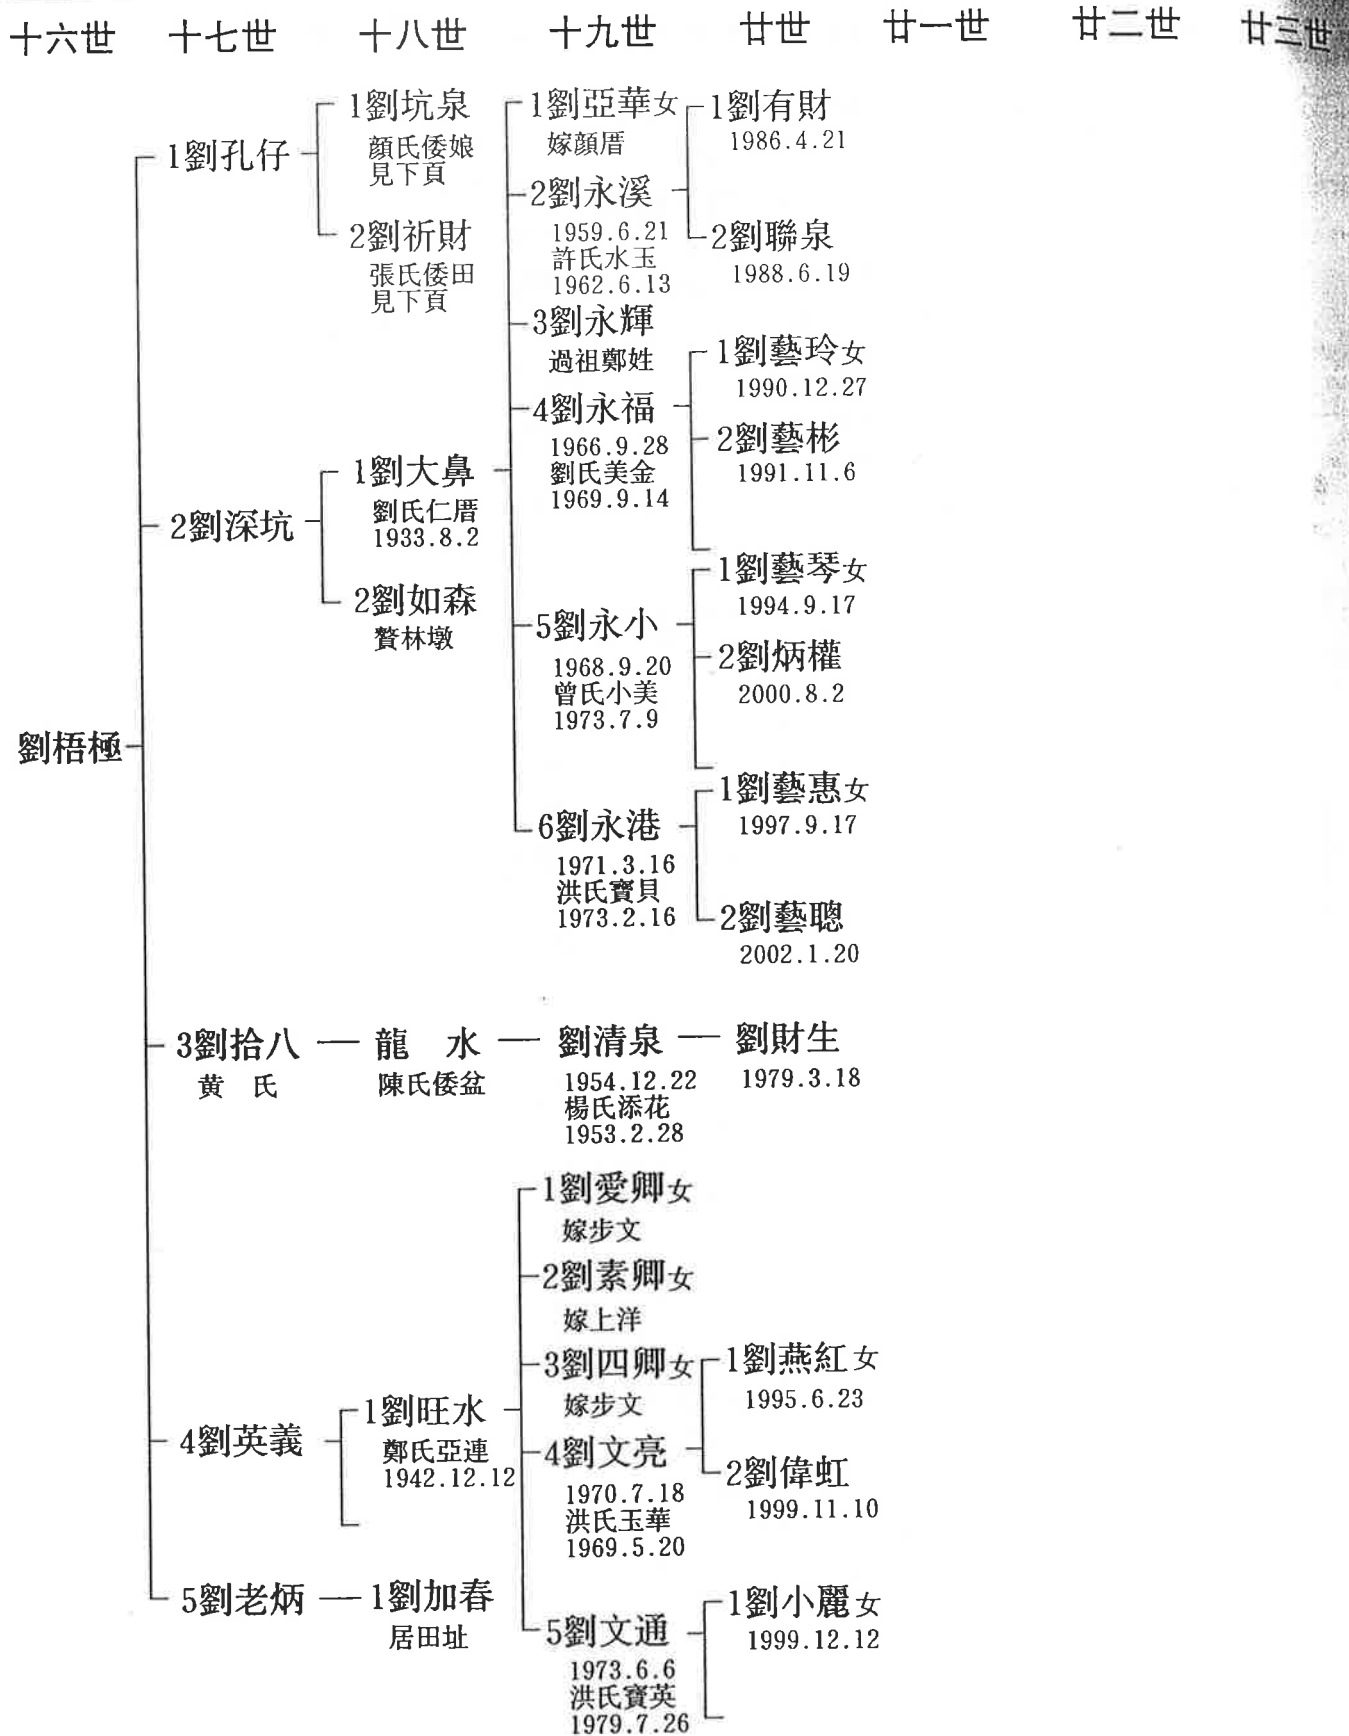 十六世 十七世 十八世 十九世 廿世 廿一世 廿二世 廿三世
劉梧極
1劉孔仔
1劉坑泉
顏氏倭娘
見下頁
2劉祈財
張氏倭田
見下頁
2劉深坑
1劉大鼻
劉氏仁厝
1933.8.2
1劉亞華女
嫁顏厝
2劉永溪
1959.6.21
許氏水玉
1962.6.13
1劉有財
1986.4.21
2劉聯泉
1988.6.19
3劉永輝
過祖鄭姓
4劉永福
1966.9.28
劉氏美金
1969.9.14
1劉藝玲女
1990.12.27
2劉藝彬
1991.11.6
5劉永小
1968.9.20
曾氏小美
1973.7.9
1劉藝琴女
1994.9.17
2劉炳權
2000.8.2
6劉永港
1971.3.16
洪氏寶貝
1973.2.16
1劉藝惠女
1997.9.17
2劉藝聰
2002.1.20
2劉如森
贅林墩
3劉拾八
黄 氏
龍 水
陳氏倭盆
劉清泉
1954.12.22
楊氏添花
1953.2.28
劉財生
1979.3.18
4劉英義
1劉旺水
鄭氏亞連
1942.12.12
1劉愛卿女
嫁步文
2劉素卿女
嫁上洋
3劉四卿女
嫁步文
4劉文亮
1970.7.18
洪氏玉華
1969.5.20
1劉燕紅女
1995.6.23
2劉偉虹
1999.11.10
5劉文通
1973.6.6
洪氏寶英
1979.7.26
1劉小麗女
1999.12.12
5劉老炳
1劉加春
居田址